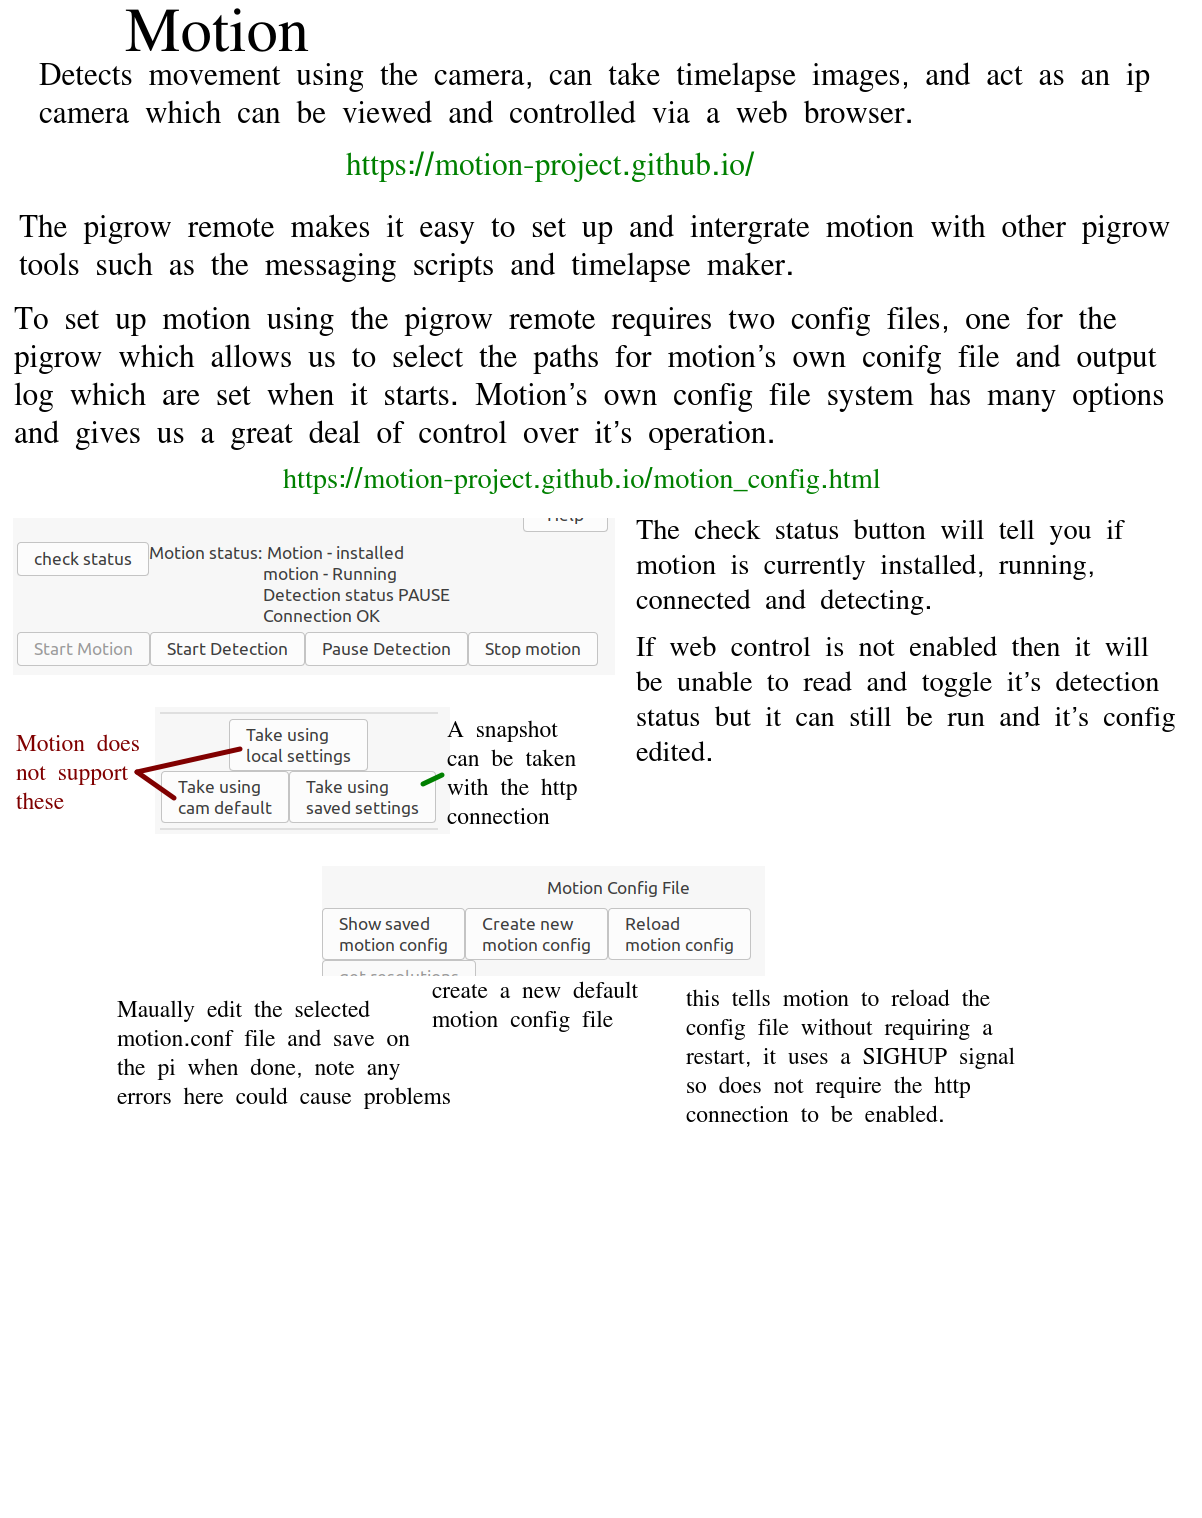 Motion
Detects movement using the camera, can take timelapse images, and act as an ip
camera which can be viewed and controlled via a web browser.
https://motion-project.github.io/
The pigrow remote makes it easy to set up and intergrate motion with other pigrow
tools such as the messaging scripts and timelapse maker.
To set up motion using the pigrow remote requires two config files, one for the
pigrow which allows us to select the paths for motion's own conifg file and output
log which are set when it starts. Motion's own config file system has many options
and gives us a great deal of control over it's operation.
https://motion-project.github.io/motion_config.html
Help
check status
Motion status: Motion - installed
motion - Running
Detection status PAUSE
Connection OK
Start Motion
Start Detection
Pause Detection
Stop motion
The check status button will tell you if
motion is currently installed, running,
connected and detecting.
If web control is not enabled then it will
be unable to read and toggle it's detection
status but it can still be run and it's config
edited.
Motion does
not support
these
Take using
local settings
Take using
cam default
Take using
saved settings
A snapshot
can be taken
with the http
connection
Motion Config File
Show saved
motion config
Create new
motion config
Reload
motion config
get resolutions
Maually edit the selected
motion.conf file and save on
the pi when done, note any
errors here could cause problems
create a new default
motion config file
this tells motion to reload the
config file without requiring a
restart, it uses a SIGHUP signal
so does not require the http
connection to be enabled.